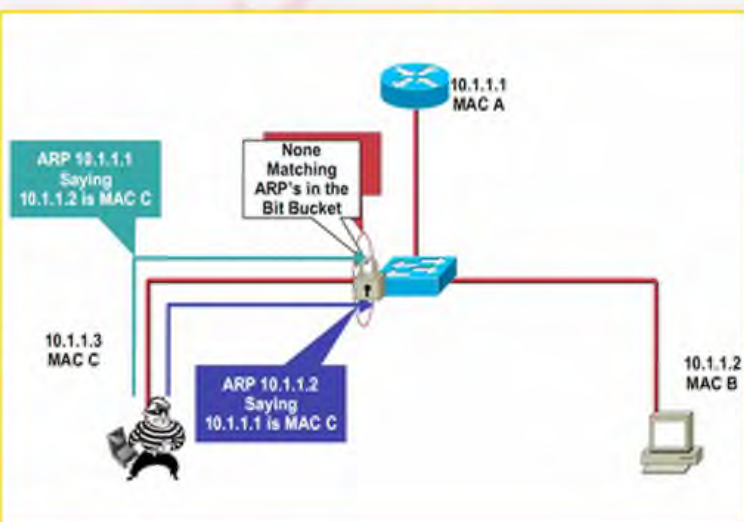 10.1.1.1
MAC A
None
Matching
ARP's in the
Bit Bucket
ARP 10.1.1.1
Saying
10.1.1.2 is MAC C
10.1.1.3
MAC C
10.1.1.2
MAC B
ARP 10.1.1.2
Saying
10.1.1.1 is MAC C